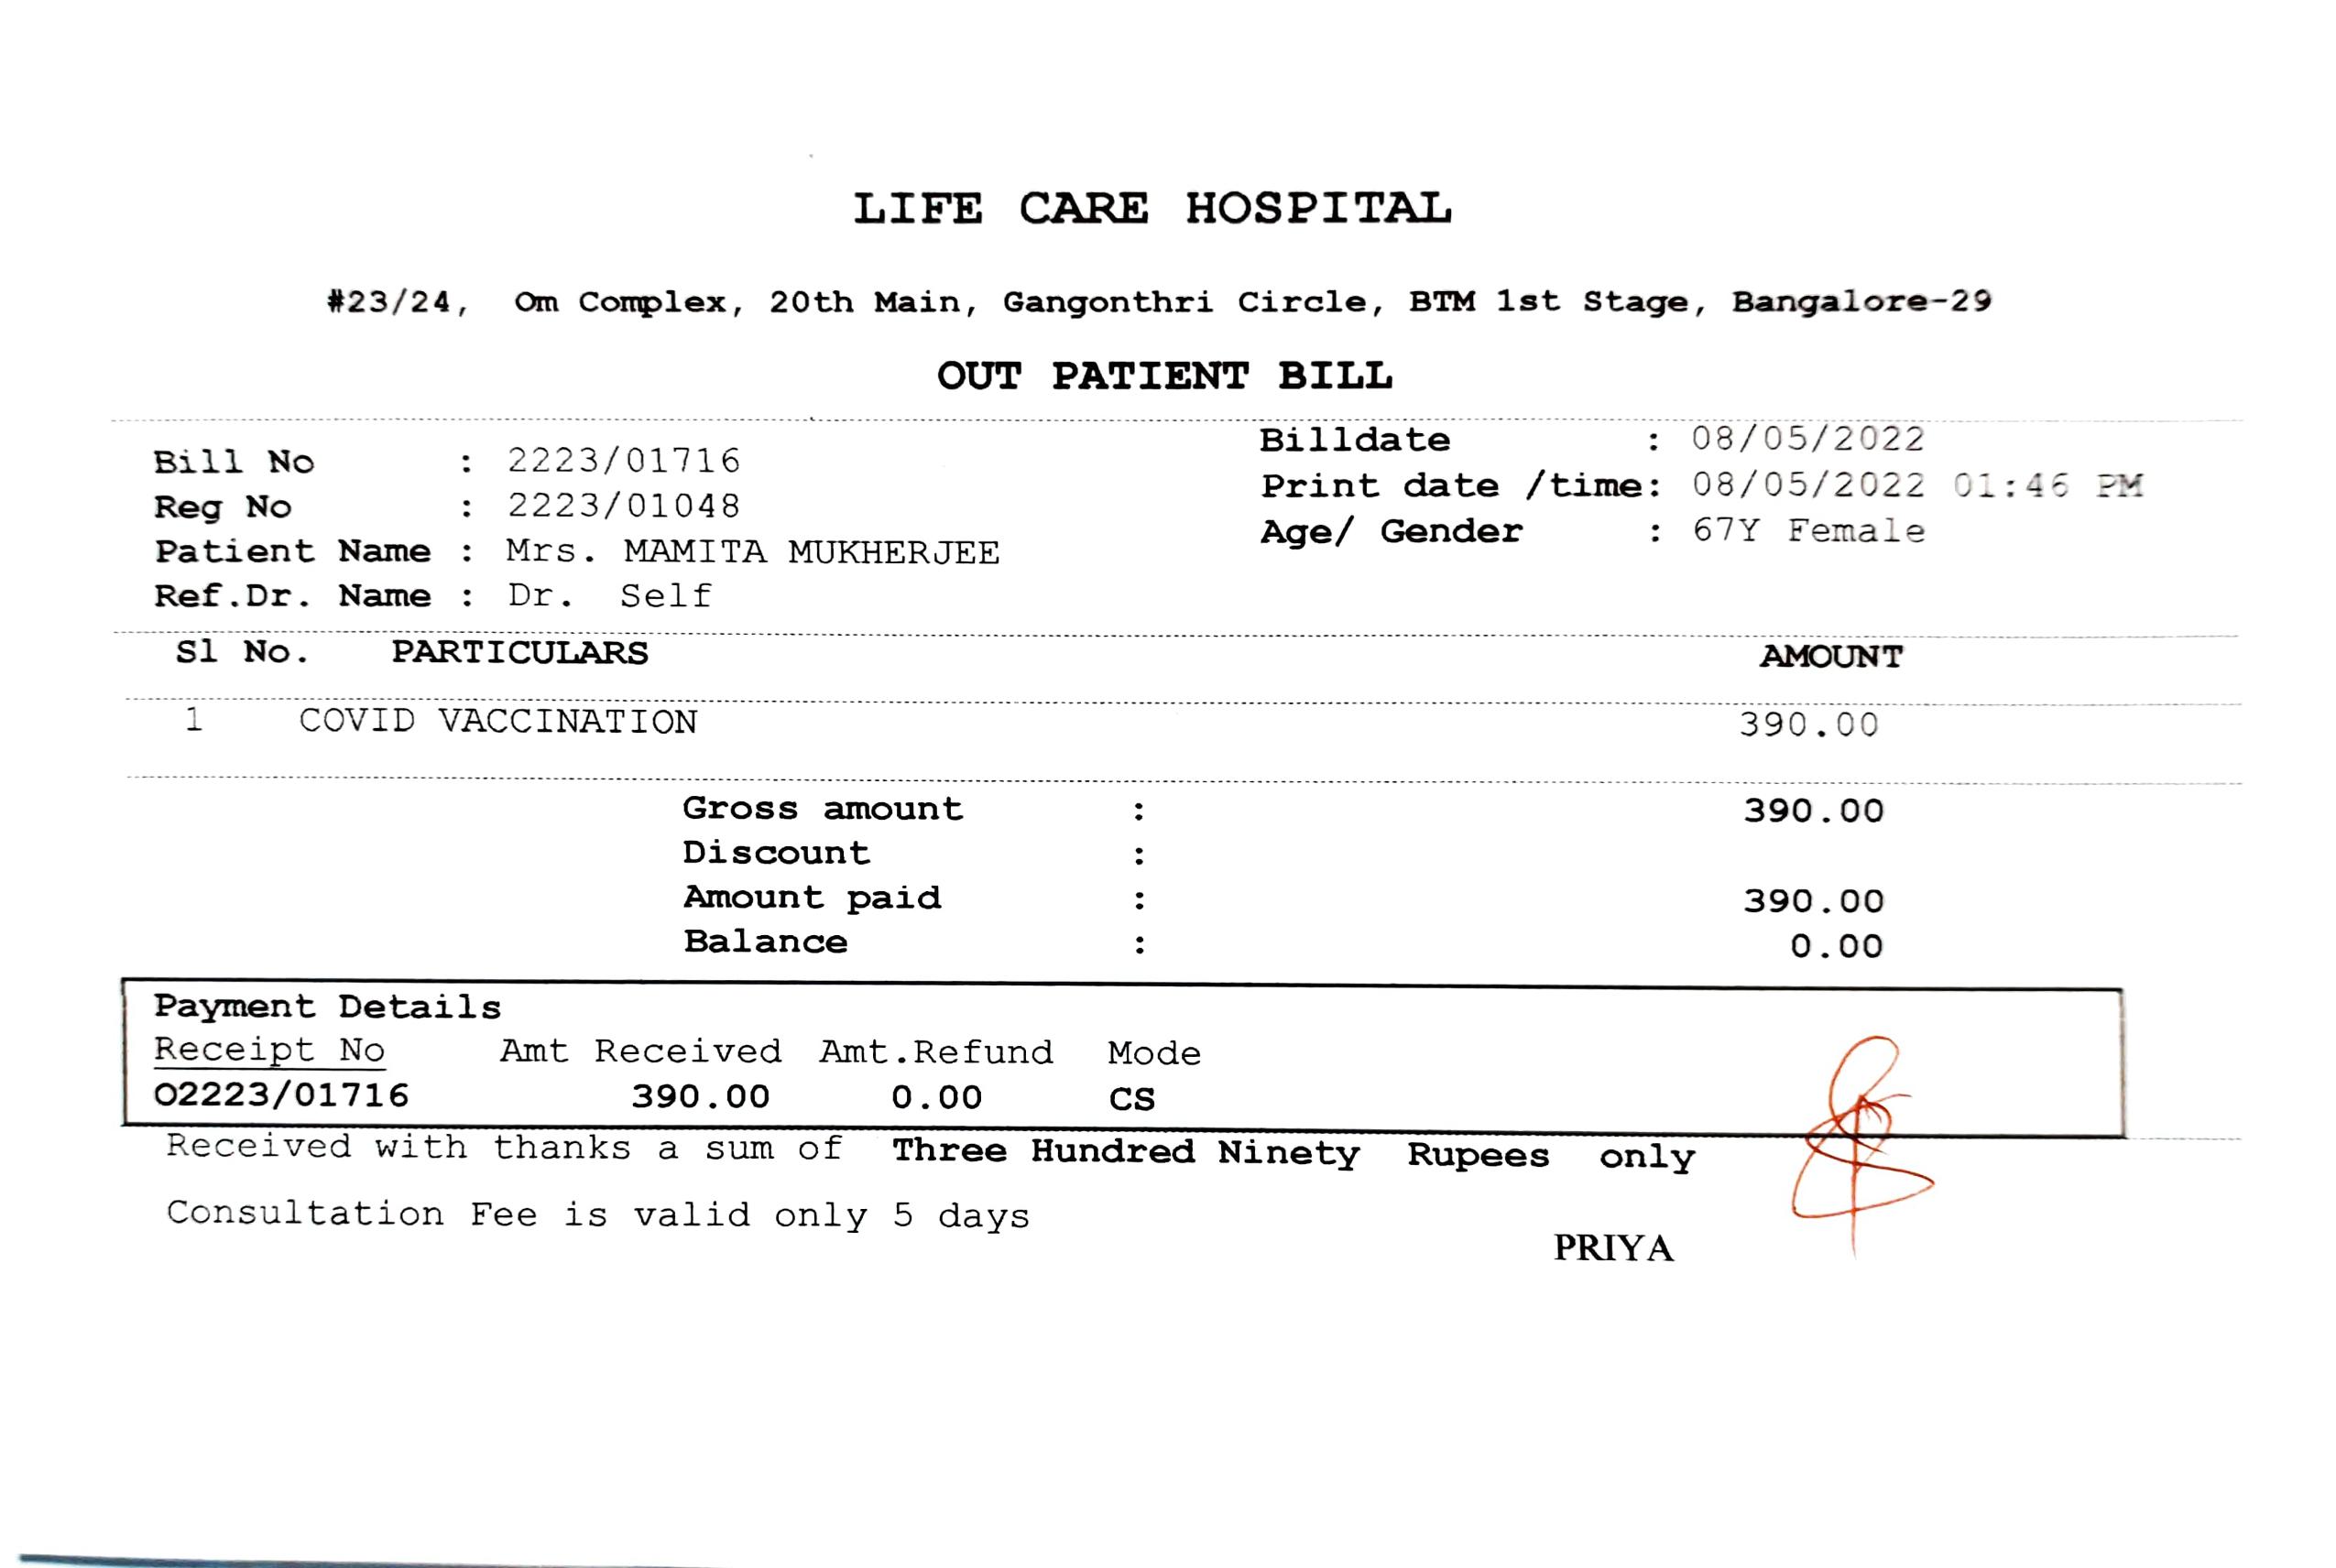 LIFE CARE HOSPITAL
#23/24, Om Complex, 20th Main, Gangonthri Circle, BTM 1st Stage, Bangalore-29
OUT PATIENT BILL
Bill No : 2223/01716
Billdate : 08/05/2022
Reg No : 2223/01048
Print date /time: 08/05/2022 01:46 PM
Patient Name : Mrs. MAMITA MUKHERJEE
Age/ Gender : 67Y Female
Ref.Dr. Name : Dr. Self
Sl No. PARTICULARS AMOUNT
1 COVID VACCINATION 390.00
Gross amount : 390.00
Discount :
Amount paid : 390.00
Balance : 0.00
Payment Details
Receipt No Amt Received Amt.Refund Mode
O2223/01716 390.00 0.00 CS
Received with thanks a sum of Three Hundred Ninety Rupees only
Consultation Fee is valid only 5 days
PRIYA